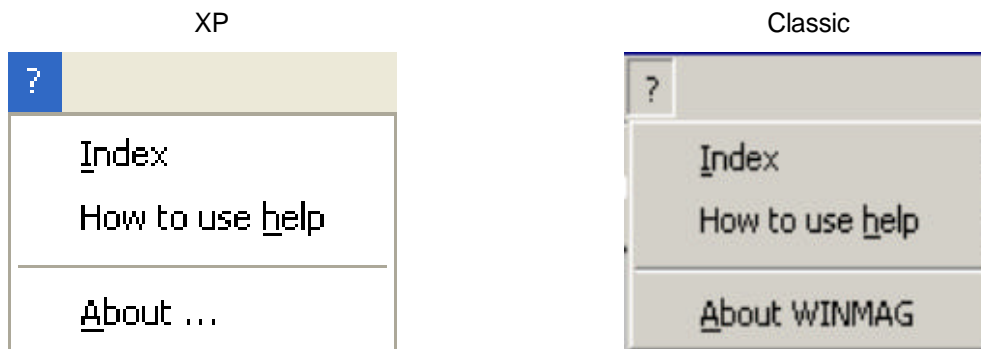 XP
?
Index
How to use help
About ...
Classic
?
Index
How to use help
About WINMAG